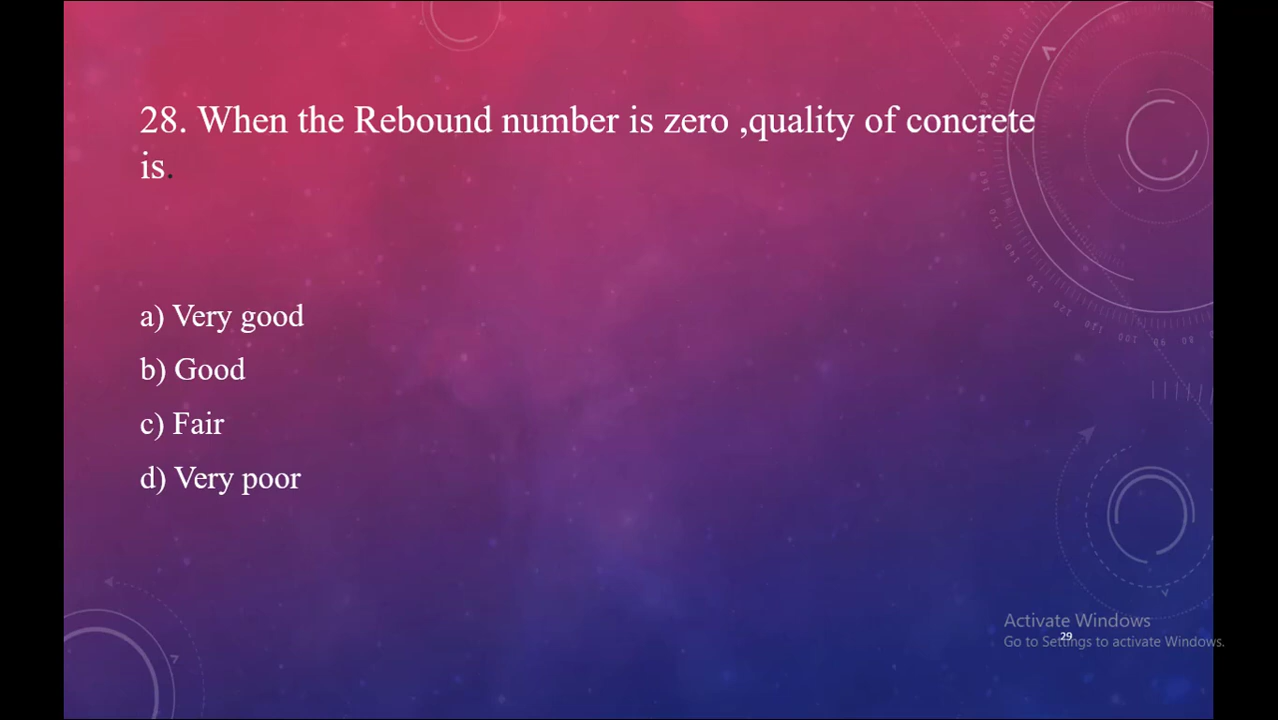 28. When the Rebound number is zero ,quality of concrete
is.
a) Very good
b) Good
c) Fair
d) Very poor
Activate Windows
29
Go to Settings to activate Windows.